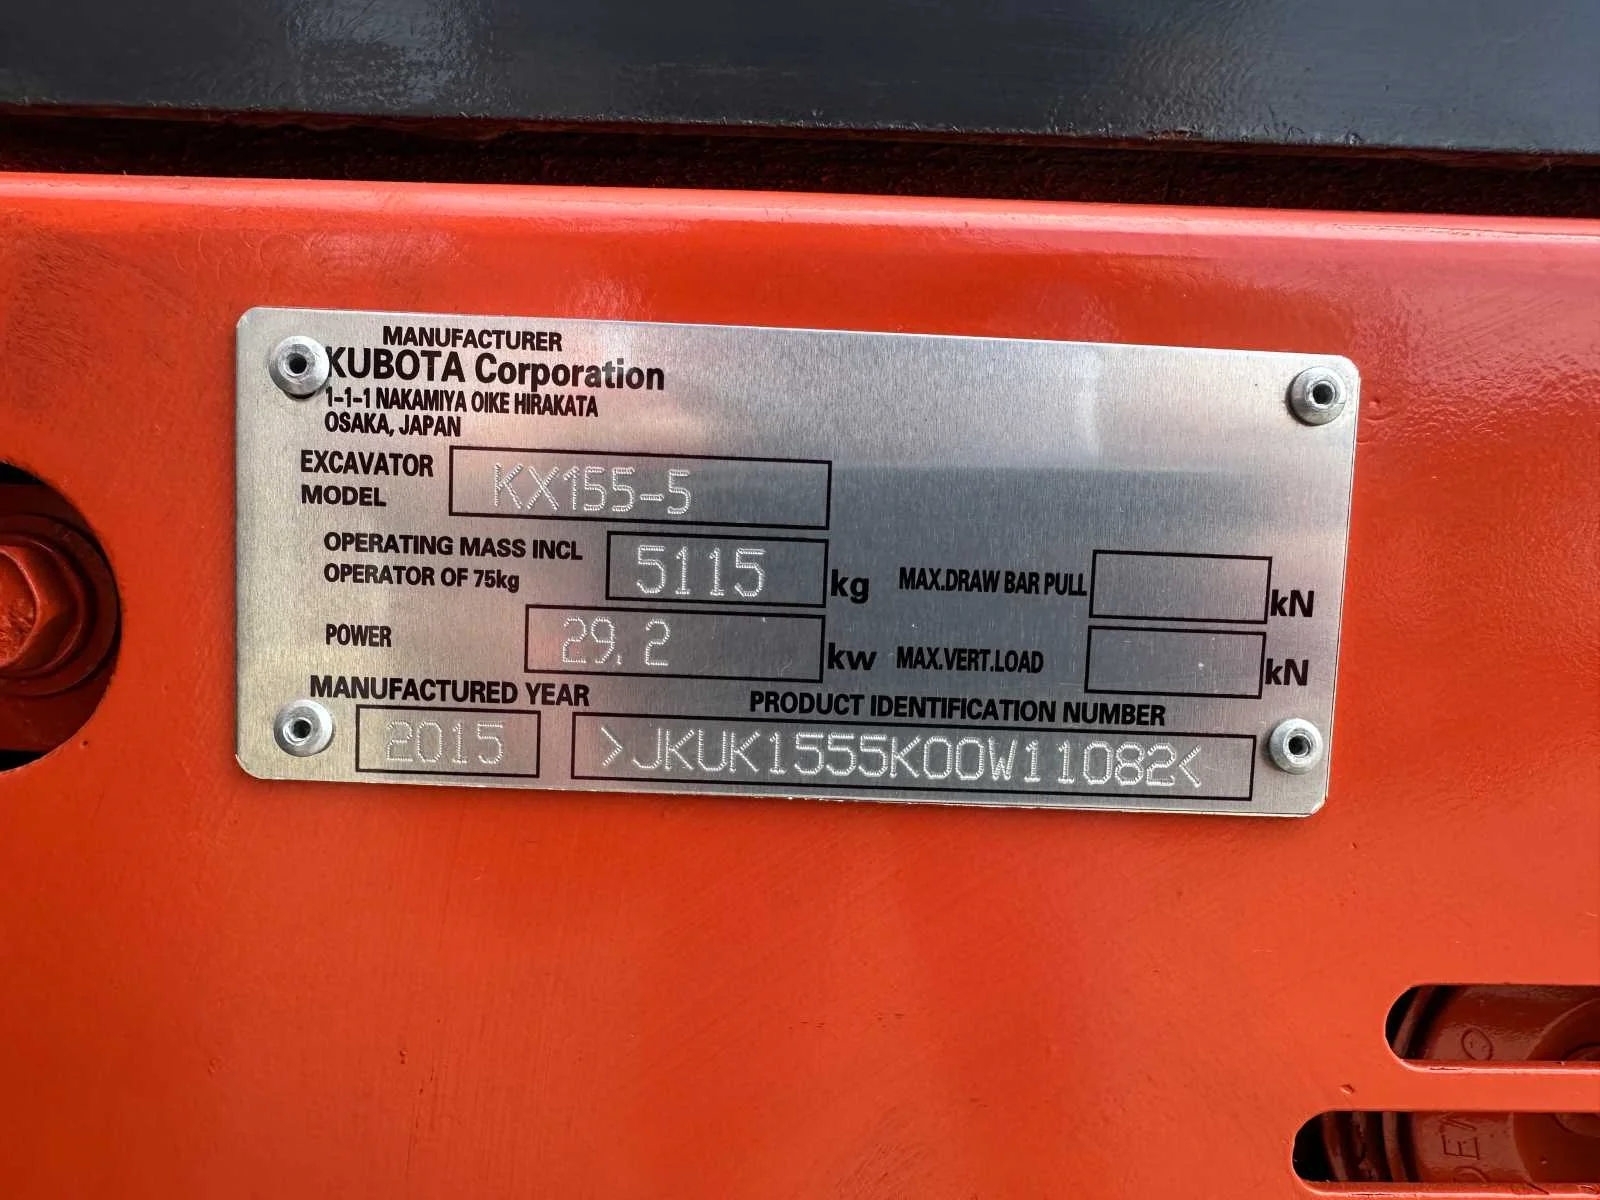 MANUFACTURER
KUBOTA Corporation
1-1-1 NAKAMIYA OIKE HIRAKATA
OSAKA, JAPAN
EXCAVATOR MODEL KX155-5
OPERATING MASS INCL OPERATOR OF 75kg 5115 kg
MAX.DRAW BAR PULL kN
POWER 29.2 kw
MAX.VERT.LOAD kN
MANUFACTURED YEAR
2015
PRODUCT IDENTIFICATION NUMBER
>JKUK1555K00W11082<